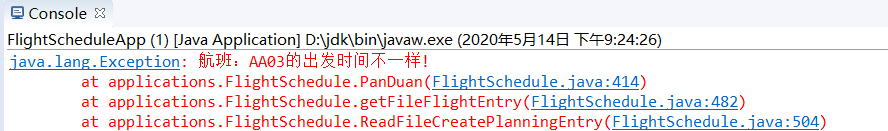 Console
FlightScheduleApp (1) [Java Application] D:\jdk\bin\javaw.exe (2020年5月14日 下午9:24:26)
java.lang.Exception: 航班：AA03的出发时间不一样!
at applications.FlightSchedule.PanDuan(FlightSchedule.java:414)
at applications.FlightSchedule.getFileFlightEntry(FlightSchedule.java:482)
at applications.FlightSchedule.ReadFileCreatePlanningEntry(FlightSchedule.java:504)